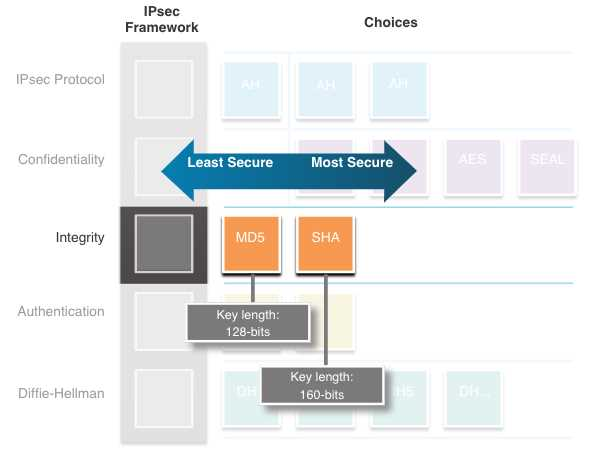 IPsec
Framework
Choices
IPsec Protocol
AH
AH
AH
Confidentiality
Least Secure
Most Secure
AES
SEAL
Integrity
MD5
SHA
Authentication
Key length:
128-bits
Diffie-Hellman
DH
Key length:
160-bits
DH...